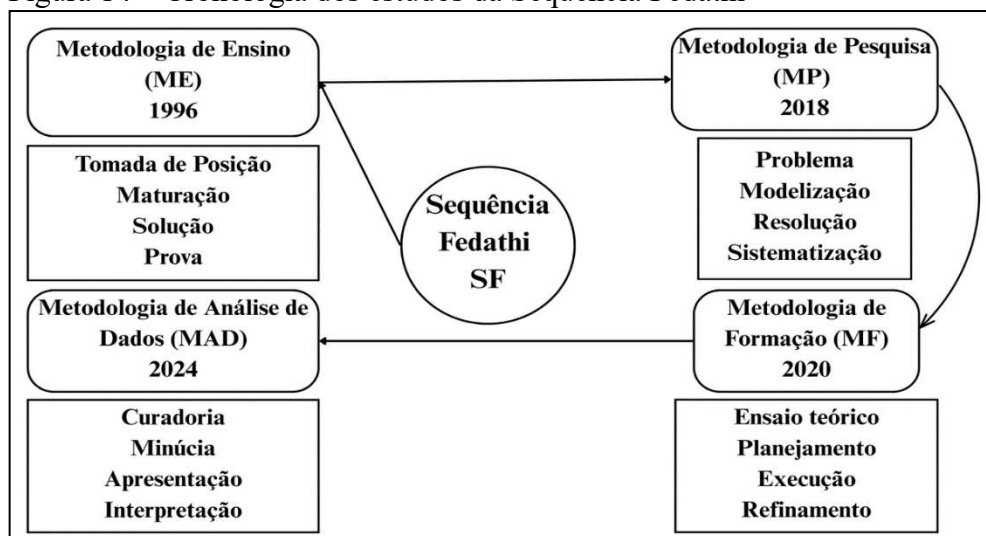 Metodologia de Ensino
(ME)
1996
Tomada de Posição
Maturação
Solução
Prova
Sequência
Fedathi
SF
Metodologia de Pesquisa
(MP)
2018
Problema
Modelização
Resolução
Sistematização
Metodologia de Análise de
Dados (MAD)
2024
Curadoria
Minúcia
Apresentação
Interpretação
Metodologia de
Formação (MF)
2020
Ensaio teórico
Planejamento
Execução
Refinamento